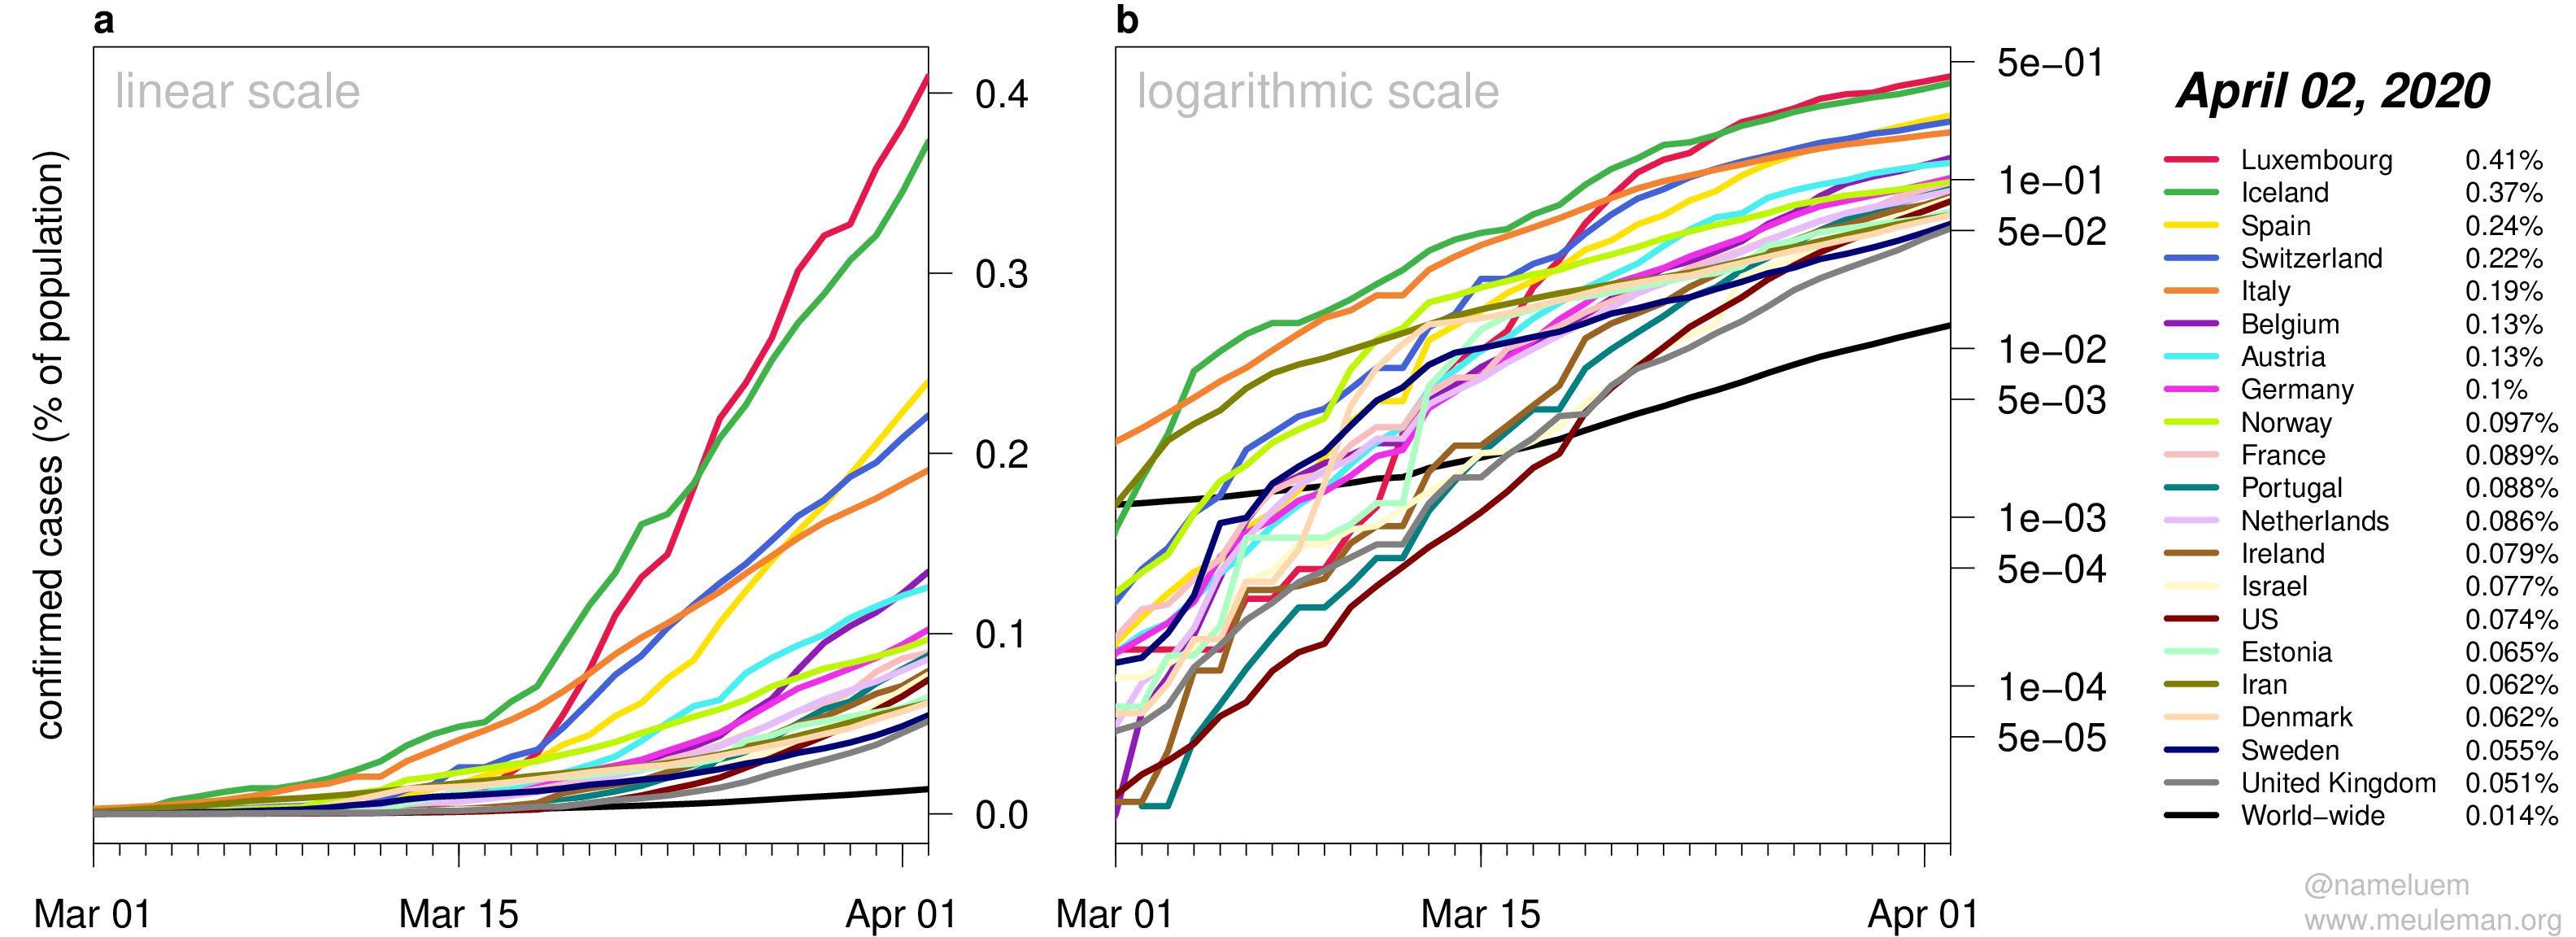 a
linear scale
confirmed cases (% of population)
0.4
0.3
0.2
0.1
0.0
Mar 01
Mar 15
Apr 01
b
logarithmic scale
5e−01
1e−01
5e−02
1e−02
5e−03
1e−03
5e−04
1e−04
5e−05
Mar 01
Mar 15
Apr 01
April 02, 2020
Luxembourg 0.41%
Iceland 0.37%
Spain 0.24%
Switzerland 0.22%
Italy 0.19%
Belgium 0.13%
Austria 0.13%
Germany 0.1%
Norway 0.097%
France 0.089%
Portugal 0.088%
Netherlands 0.086%
Ireland 0.079%
Israel 0.077%
US 0.074%
Estonia 0.065%
Iran 0.062%
Denmark 0.062%
Sweden 0.055%
United Kingdom 0.051%
World−wide 0.014%
@nameluem
www.meuleman.org